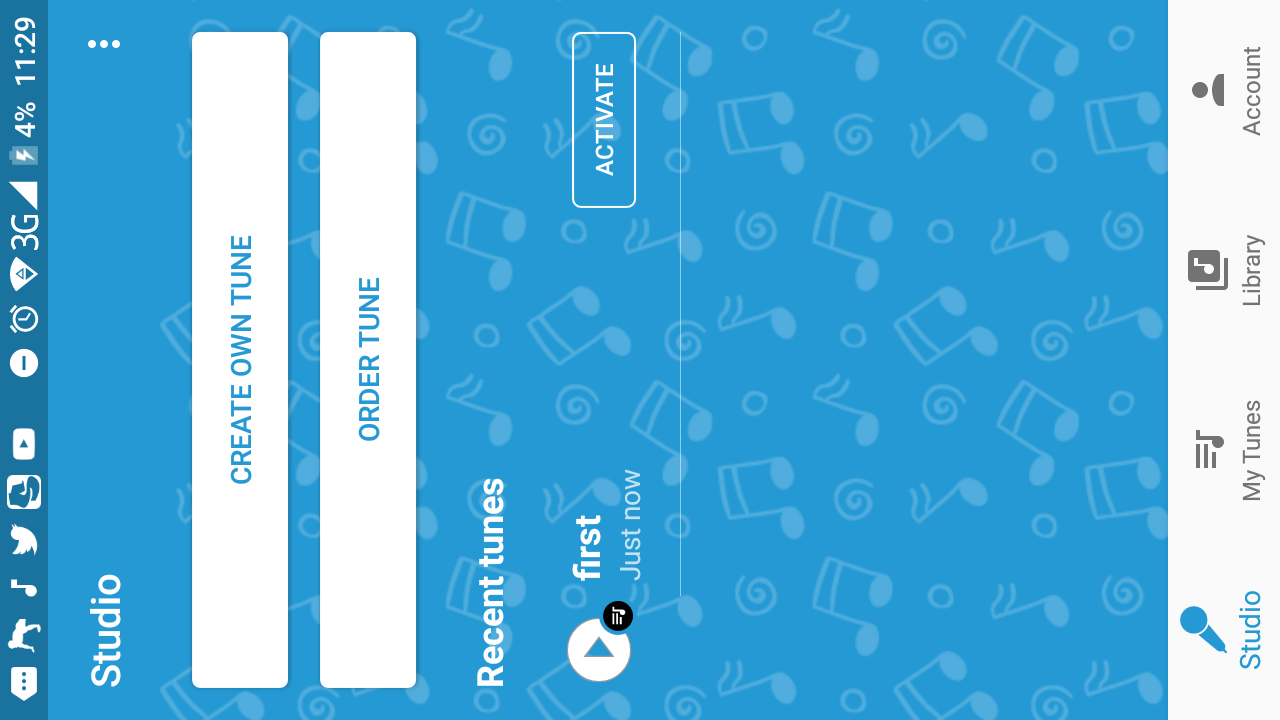 3G 4% 11:29
Studio
CREATE OWN TUNE
ORDER TUNE
Recent tunes
first
Just now
ACTIVATE
Studio
My Tunes
Library
Account